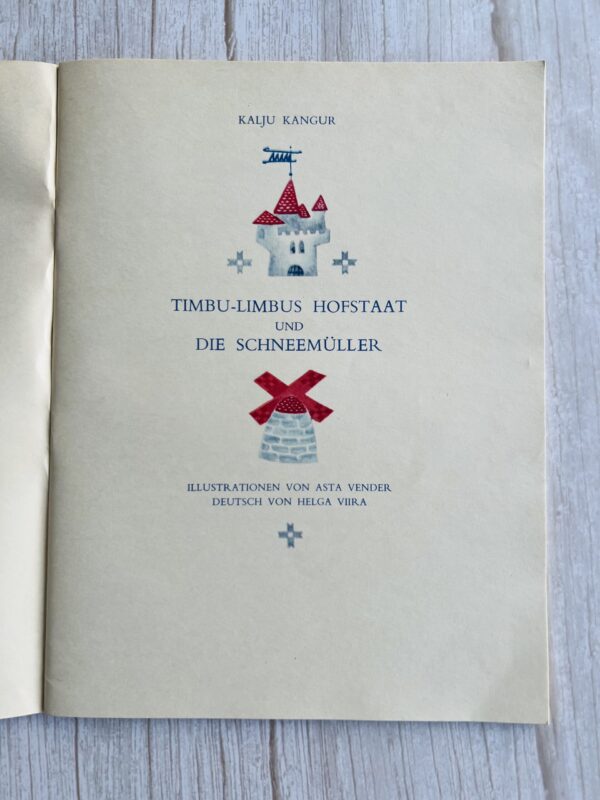 KALJU KANGUR
TIMBU-LIMBUS HOFSTAAT
UND
DIE SCHNEEMÜLLER
ILLUSTRATIONEN VON ASTA VENDER
DEUTSCH VON HELGA VIIRA